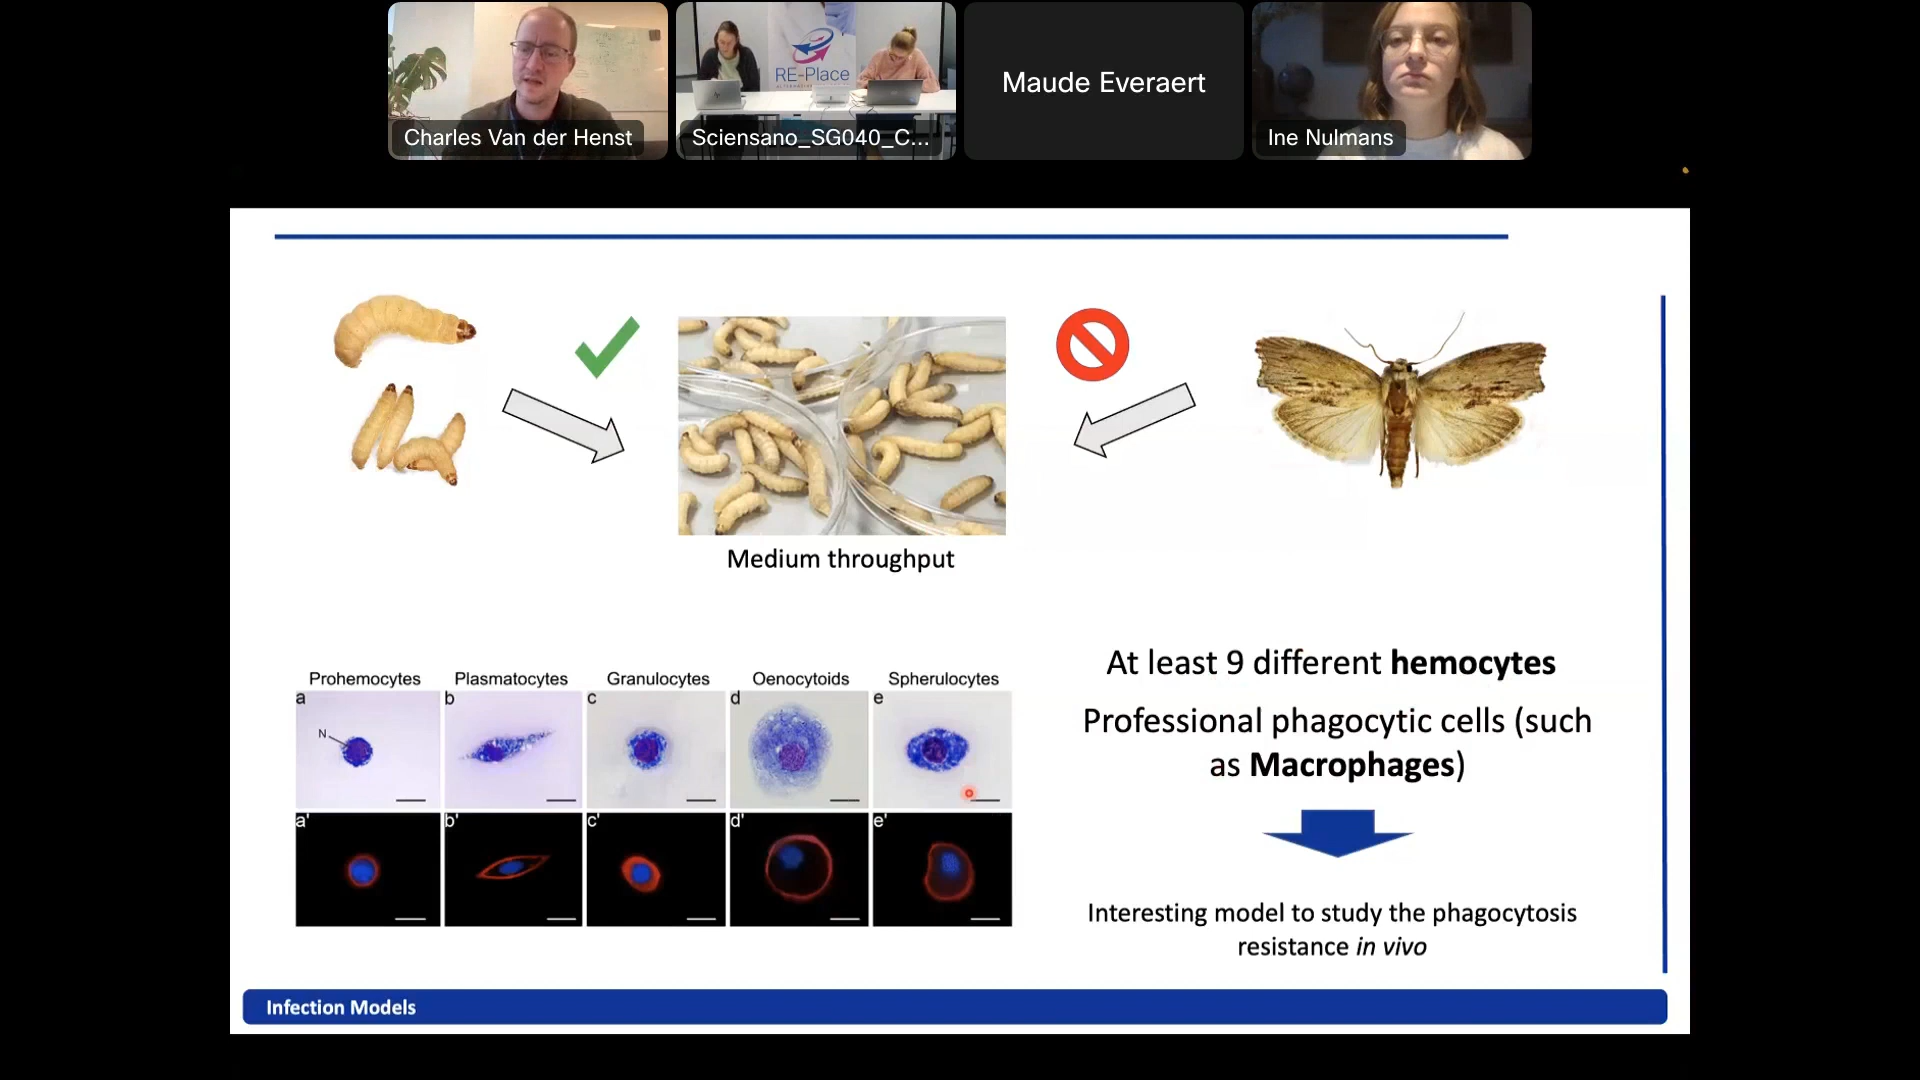 RE-Place
Charles Van der Henst
Sciensano_SG040_C...
Maude Everaert
Ine Nulmans
Medium throughput
Prohemocytes
Plasmatocytes
Granulocytes
Oenocytoids
Spherulocytes
a
b
c
d
e
N
a'
b'
c'
d'
e'
At least 9 different hemocytes
Professional phagocytic cells (such
as Macrophages)
Interesting model to study the phagocytosis
resistance in vivo
Infection Models